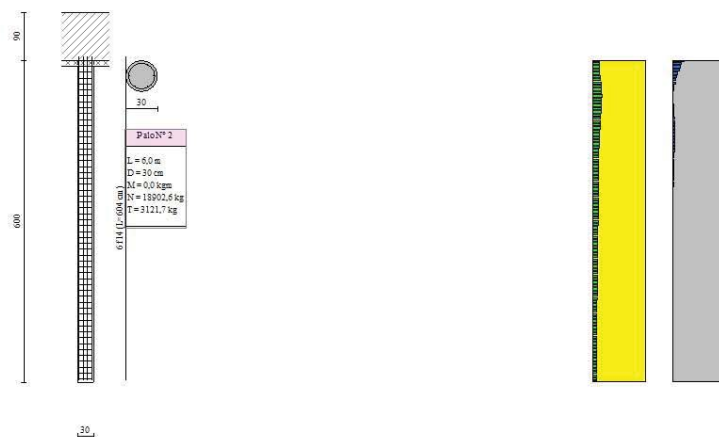 90
600
30
Palo N° 2
L = 6,0 m
D = 30 cm
M = 0,0 kgm
N = 18902,6 kg
T = 3121,7 kg
6 f 14 (L=604 cm)
30